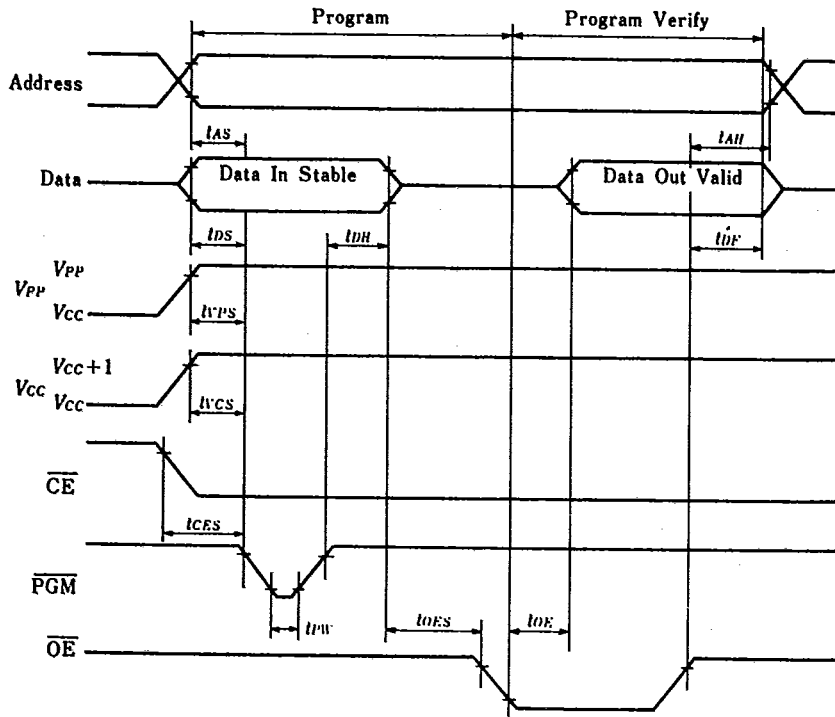 Program Program Verify
Address
tAS tAH
Data Data In Stable Data Out Valid
tDS tDH t*DF
VPP
VPP
VCC
tVPS
VCC+1
VCC
VCC
tVCS
CE
tCES
PGM
tPW tOES tOE
OE